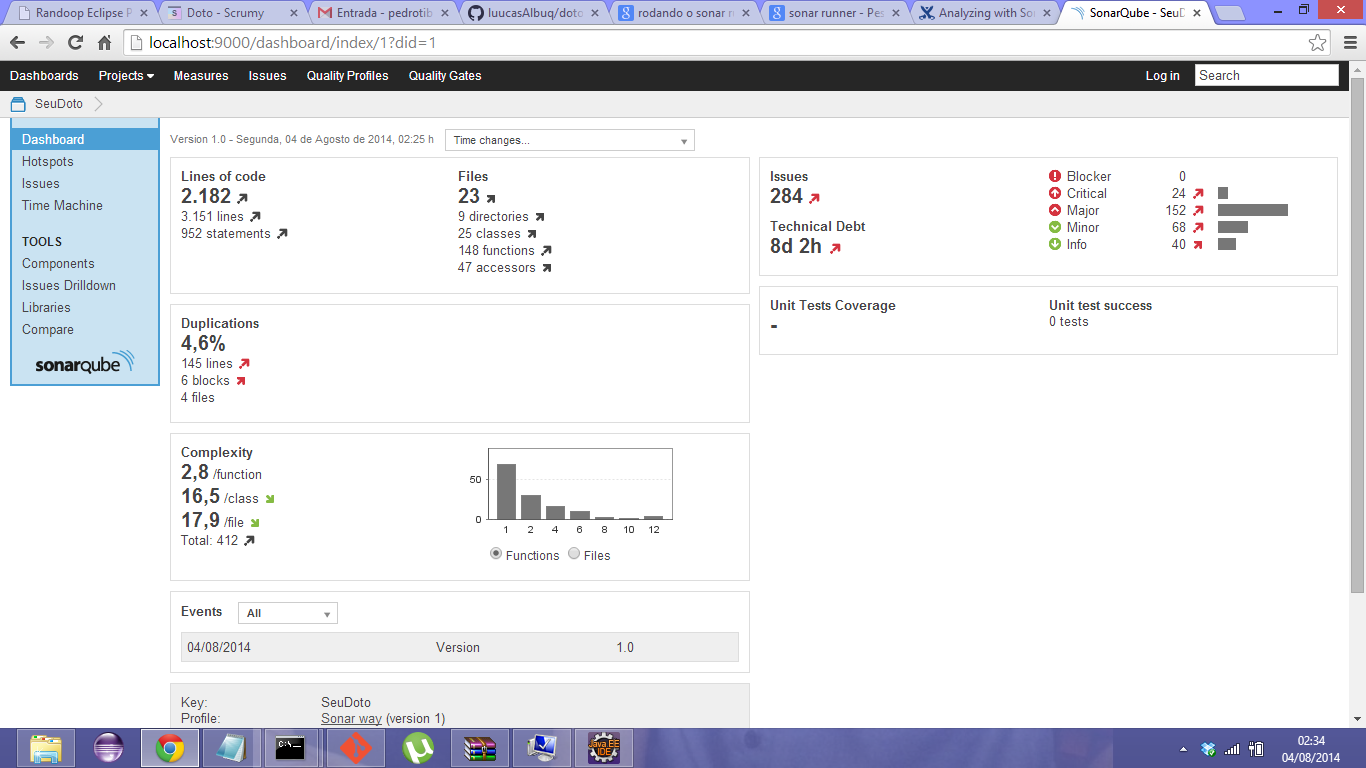 Randoop Eclipse P
Doto - Scrumy
Entrada - pedrotib
luucasAlbuq/doto
rodando o sonar r
sonar runner - Pes
Analyzing with So
SonarQube - SeuD
localhost:9000/dashboard/index/1?did=1
Dashboards Projects Measures Issues Quality Profiles Quality Gates Log in Search
SeuDoto
Dashboard
Hotspots
Issues
Time Machine
TOOLS
Components
Issues Drilldown
Libraries
Compare
sonarqube
Version 1.0 - Segunda, 04 de Agosto de 2014, 02:25 h Time changes...
Lines of code
2.182
3.151 lines
952 statements
Files
23
9 directories
25 classes
148 functions
47 accessors
Duplications
4,6%
145 lines
6 blocks
4 files
Complexity
2,8 /function
16,5 /class
17,9 /file
Total: 412
50
0
1 2 4 6 8 10 12
Functions Files
Events All
04/08/2014 Version 1.0
Key: SeuDoto
Profile: Sonar way (version 1)
Issues
284
Technical Debt
8d 2h
Blocker 0
Critical 24
Major 152
Minor 68
Info 40
Unit Tests Coverage
-
Unit test success
0 tests
C:\_
Java EE
IDE
02:34
04/08/2014